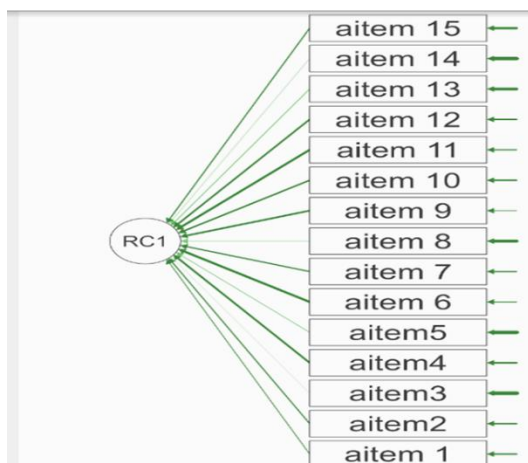 aitem 15
aitem 14
aitem 13
aitem 12
aitem 11
aitem 10
aitem 9
RC1
aitem 8
aitem 7
aitem 6
aitem5
aitem4
aitem3
aitem2
aitem 1